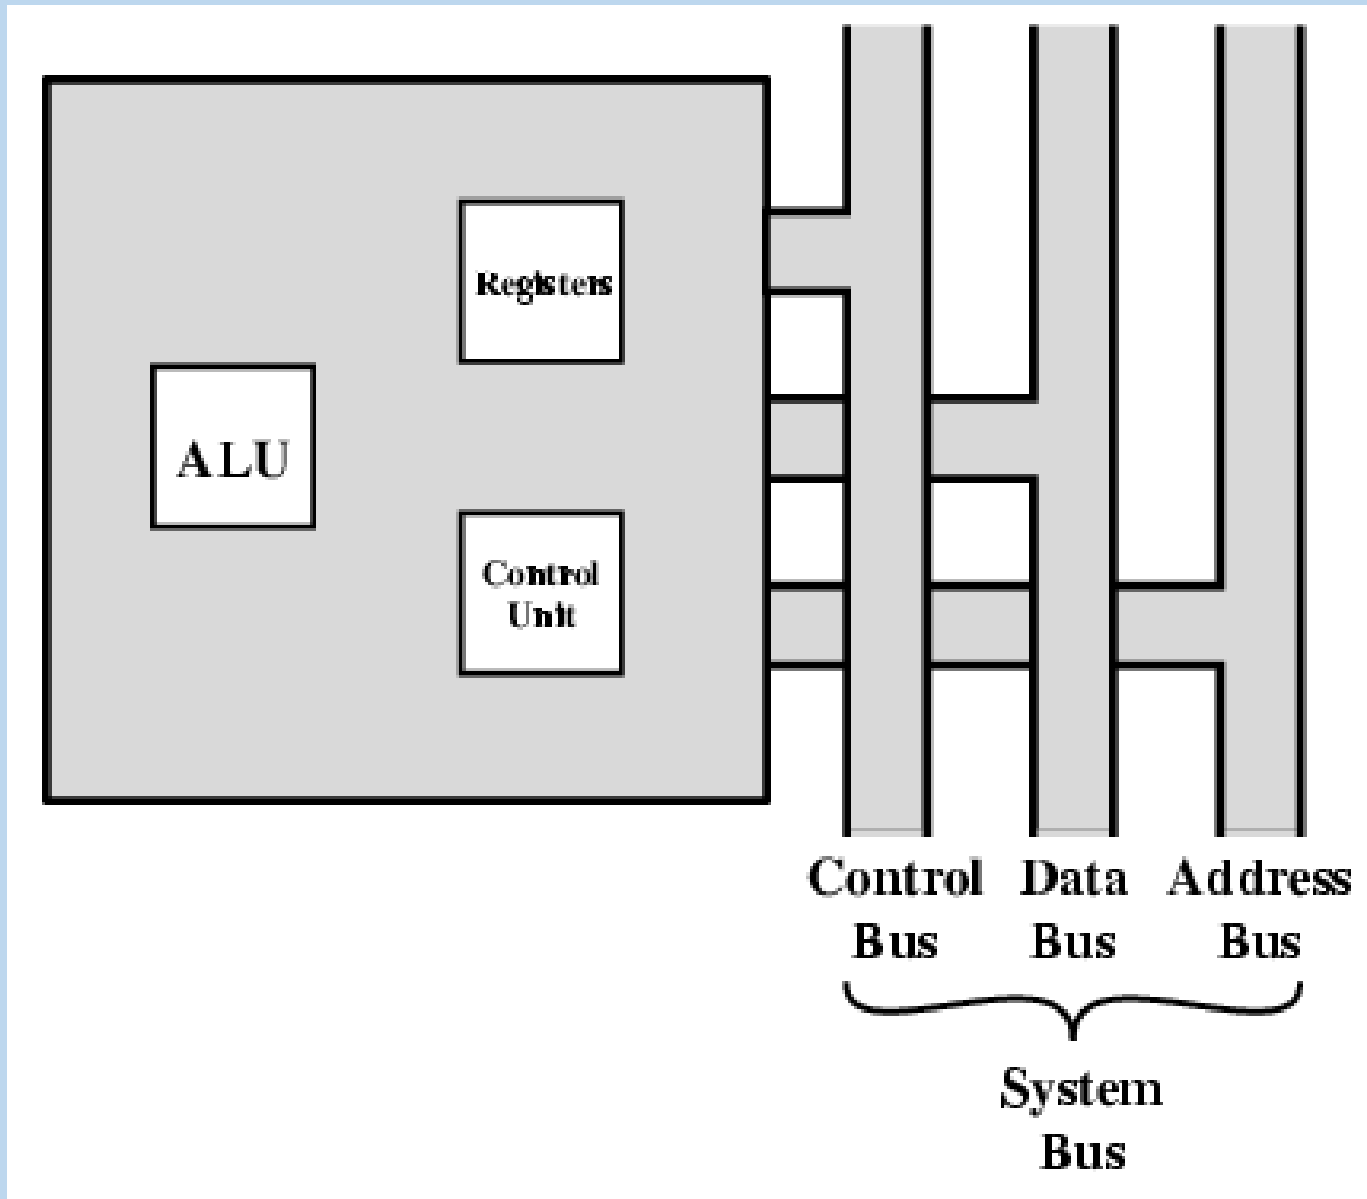 Registers
ALU
Control
Unit
Control Data Address
Bus Bus Bus
System
Bus